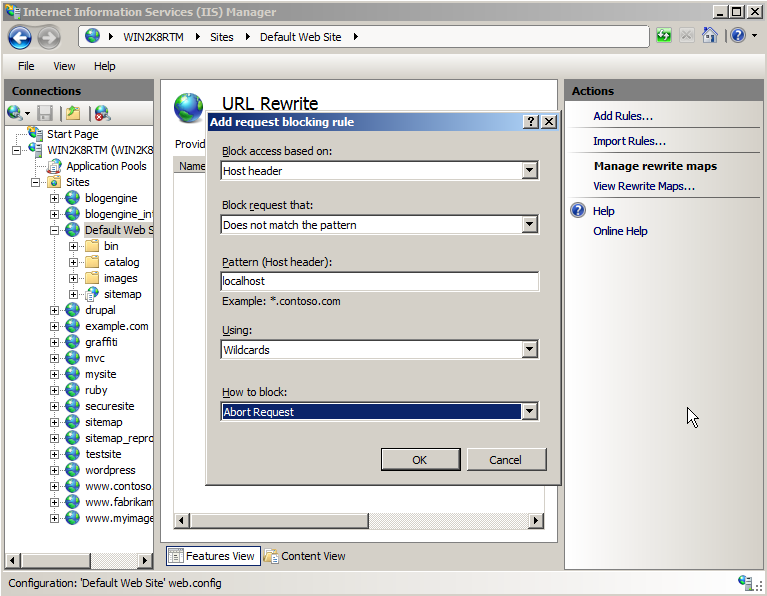 Internet Information Services (IIS) Manager
WIN2K8RTM Sites Default Web Site
File View Help
Connections
Start Page
WIN2K8RTM (WIN2K8
Application Pools
Sites
blogengine
blogengine_in
Default Web S
bin
catalog
images
sitemap
drupal
example.com
graffiti
mvc
mysite
ruby
securesite
sitemap
sitemap_repro
testsite
wordpress
www.contoso
www.fabrikam
www.myimage
URL Rewrite
Provid
Name
Add request blocking rule
Block access based on:
Host header
Block request that:
Does not match the pattern
Pattern (Host header):
localhost
Example: *.contoso.com
Using:
Wildcards
How to block:
Abort Request
OK Cancel
Features View Content View
Actions
Add Rules...
Import Rules...
Manage rewrite maps
View Rewrite Maps...
Help
Online Help
Configuration: 'Default Web Site' web.config